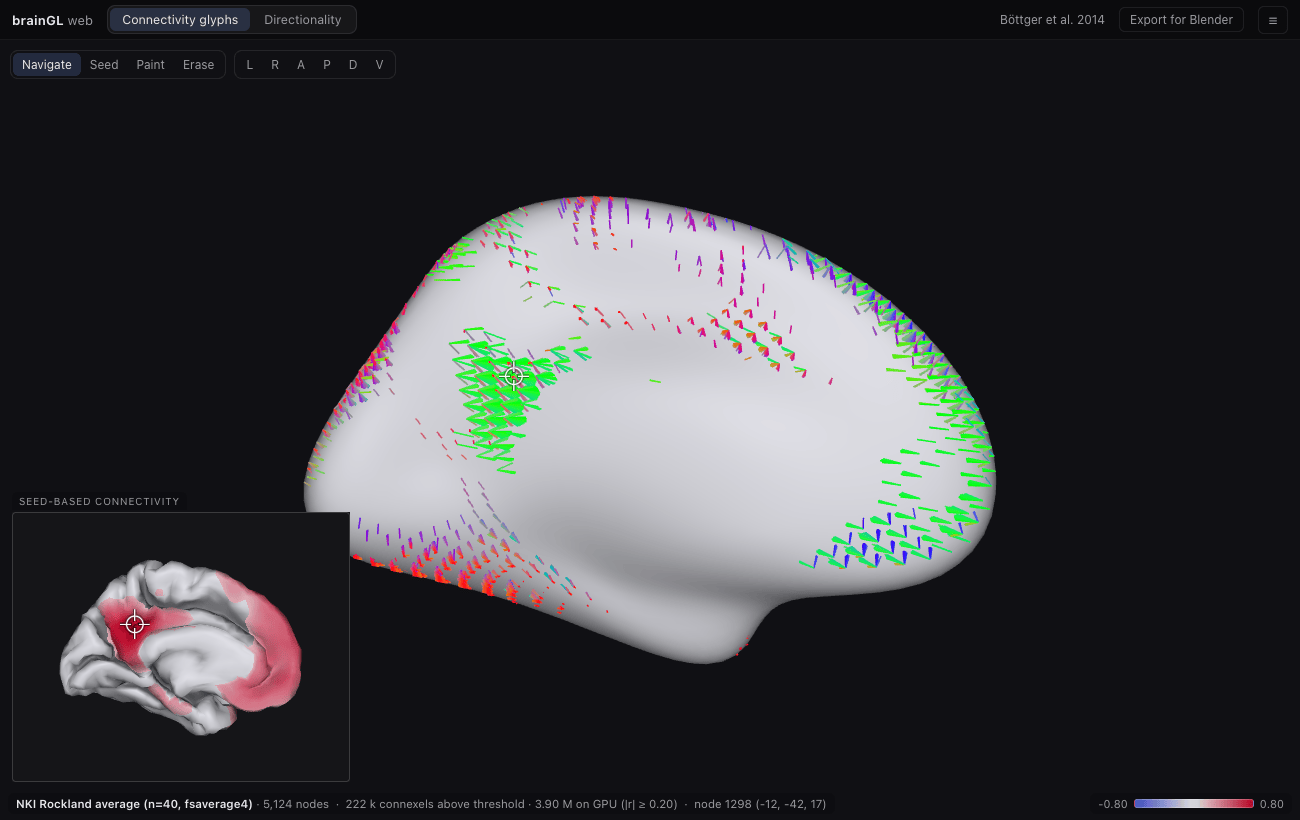 brainGL web Connectivity glyphs Directionality Böttger et al. 2014 Export for Blender ≡
Navigate Seed Paint Erase L R A P D V
SEED-BASED CONNECTIVITY
NKI Rockland average (n=40, fsaverage4) · 5,124 nodes · 222 k connexels above threshold · 3.90 M on GPU (|r| ≥ 0.20) · node 1298 (-12, -42, 17) -0.80 0.80